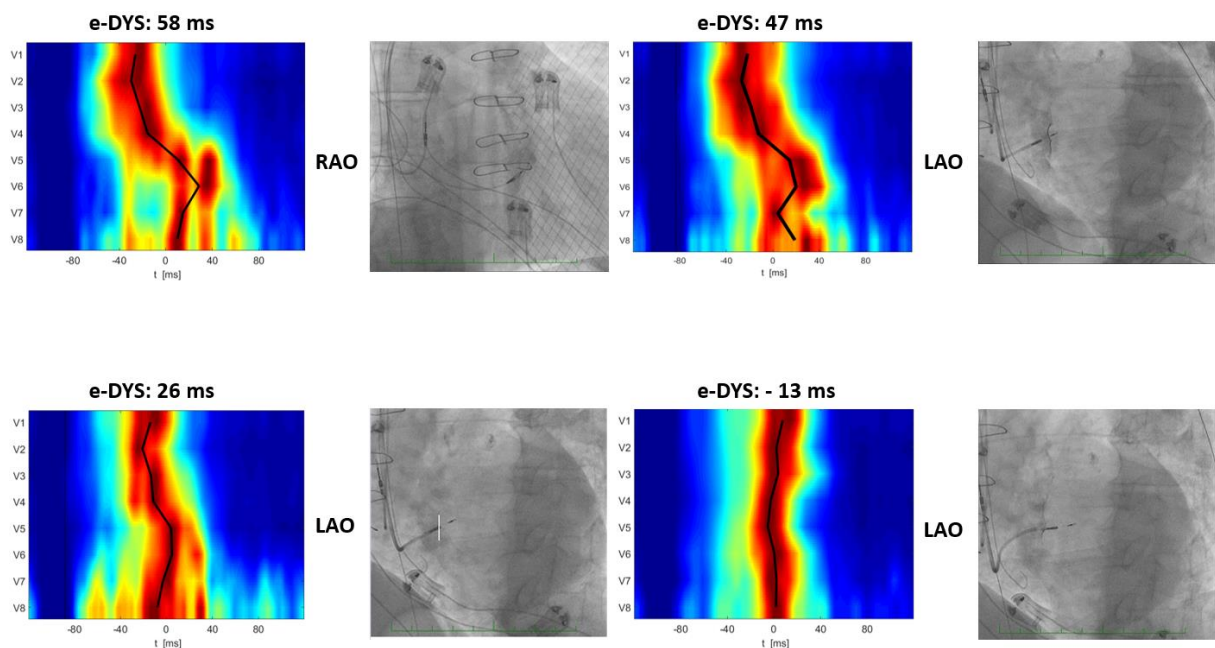 e-DYS: 58 ms
V1
V2
V3
V4
V5
V6
V7
V8
-80 -40 0 40 80
t [ms]
RAO
e-DYS: 47 ms
V1
V2
V3
V4
V5
V6
V7
V8
-80 -40 0 40 80
t [ms]
LAO
e-DYS: 26 ms
V1
V2
V3
V4
V5
V6
V7
V8
-80 -40 0 40 80
t [ms]
LAO
e-DYS: - 13 ms
V1
V2
V3
V4
V5
V6
V7
V8
-80 -40 0 40 80
t [ms]
LAO